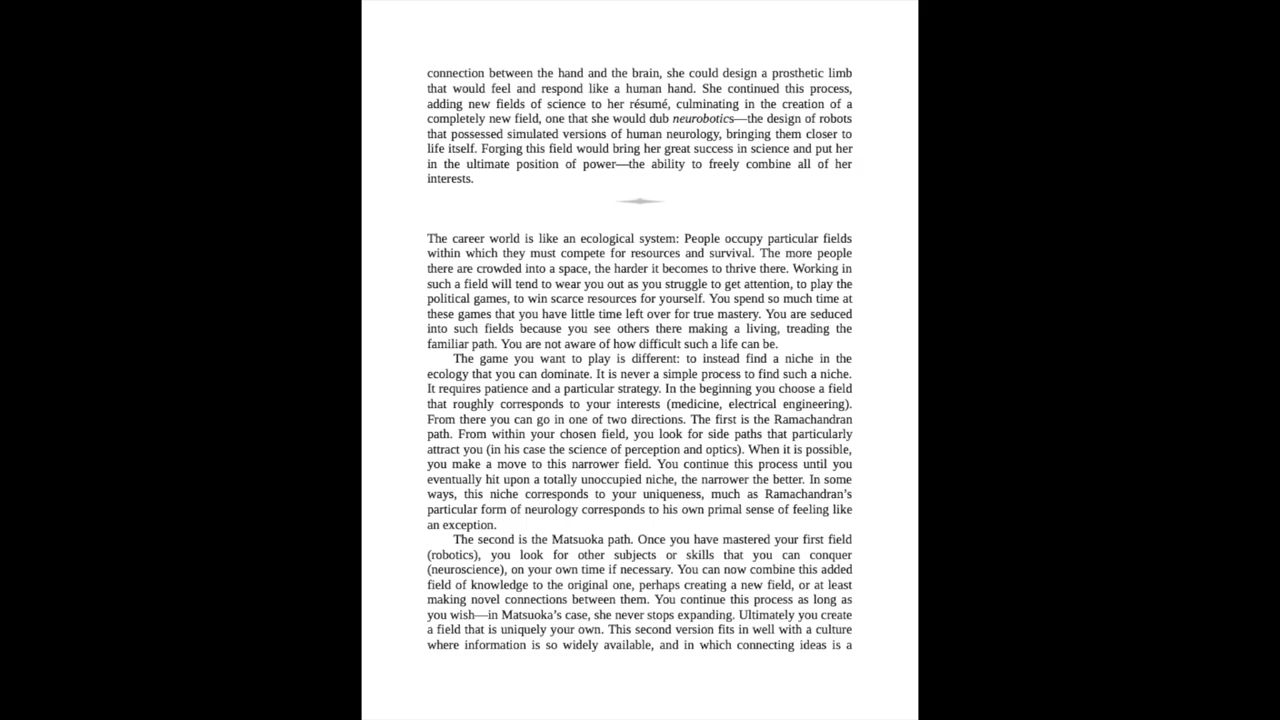 connection between the hand and the brain, she could design a prosthetic limb
that would feel and respond like a human hand. She continued this process,
adding new fields of science to her résumé, culminating in the creation of a
completely new field, one that she would dub neurobotics—the design of robots
that possessed simulated versions of human neurology, bringing them closer to
life itself. Forging this field would bring her great success in science and put her
in the ultimate position of power—the ability to freely combine all of her
interests.
The career world is like an ecological system: People occupy particular fields
within which they must compete for resources and survival. The more people
there are crowded into a space, the harder it becomes to thrive there. Working in
such a field will tend to wear you out as you struggle to get attention, to play the
political games, to win scarce resources for yourself. You spend so much time at
these games that you have little time left over for true mastery. You are seduced
into such fields because you see others there making a living, treading the
familiar path. You are not aware of how difficult such a life can be.
The game you want to play is different: to instead find a niche in the
ecology that you can dominate. It is never a simple process to find such a niche.
It requires patience and a particular strategy. In the beginning you choose a field
that roughly corresponds to your interests (medicine, electrical engineering).
From there you can go in one of two directions. The first is the Ramachandran
path. From within your chosen field, you look for side paths that particularly
attract you (in his case the science of perception and optics). When it is possible,
you make a move to this narrower field. You continue this process until you
eventually hit upon a totally unoccupied niche, the narrower the better. In some
ways, this niche corresponds to your uniqueness, much as Ramachandran’s
particular form of neurology corresponds to his own primal sense of feeling like
an exception.
The second is the Matsuoka path. Once you have mastered your first field
(robotics), you look for other subjects or skills that you can conquer
(neuroscience), on your own time if necessary. You can now combine this added
field of knowledge to the original one, perhaps creating a new field, or at least
making novel connections between them. You continue this process as long as
you wish—in Matsuoka’s case, she never stops expanding. Ultimately you create
a field that is uniquely your own. This second version fits in well with a culture
where information is so widely available, and in which connecting ideas is a